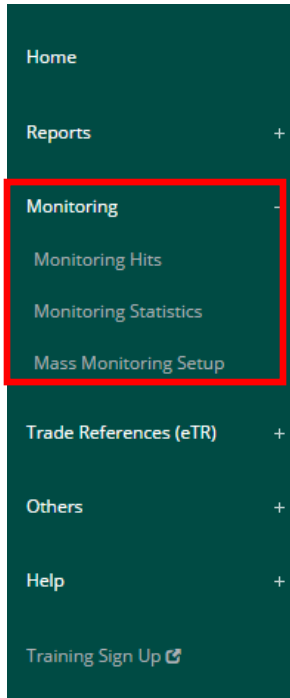 Home
Reports +
Monitoring -
Monitoring Hits
Monitoring Statistics
Mass Monitoring Setup
Trade References (eTR) +
Others +
Help +
Training Sign Up